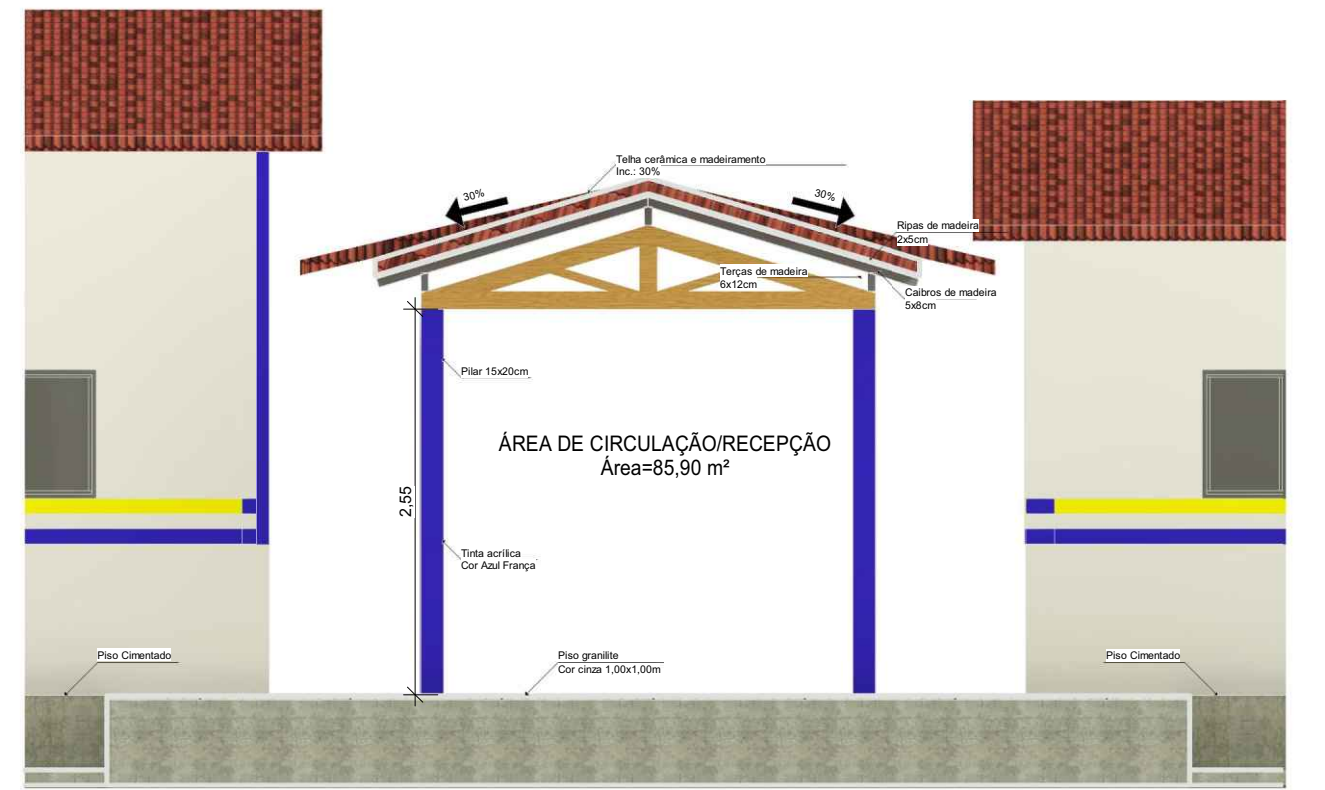 Telha cerâmica e madeiramento
Inc.: 30%
30%
30%
Ripas de madeira
2x5cm
Terças de madeira
6x12cm
Caibros de madeira
5x8cm
Pilar 15x20cm
ÁREA DE CIRCULAÇÃO/RECEPÇÃO
Área=85,90 m²
2,55
Tinta acrílica
Cor Azul França
Piso Cimentado
Piso granilite
Cor cinza 1,00x1,00m
Piso Cimentado